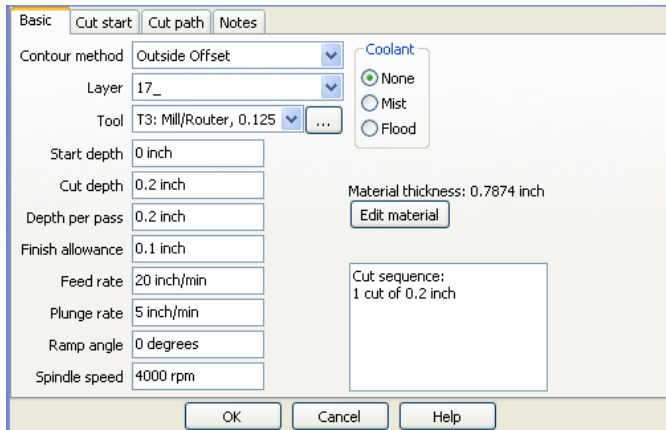 Basic Cut start Cut path Notes
Contour method Outside Offset
Coolant
None
Mist
Flood
Layer 17_
Tool T3: Mill/Router, 0.125 ...
Start depth 0 inch
Cut depth 0.2 inch
Material thickness: 0.7874 inch
Depth per pass 0.2 inch
Edit material
Finish allowance 0.1 inch
Feed rate 20 inch/min
Plunge rate 5 inch/min
Ramp angle 0 degrees
Spindle speed 4000 rpm
Cut sequence:
1 cut of 0.2 inch
OK Cancel Help